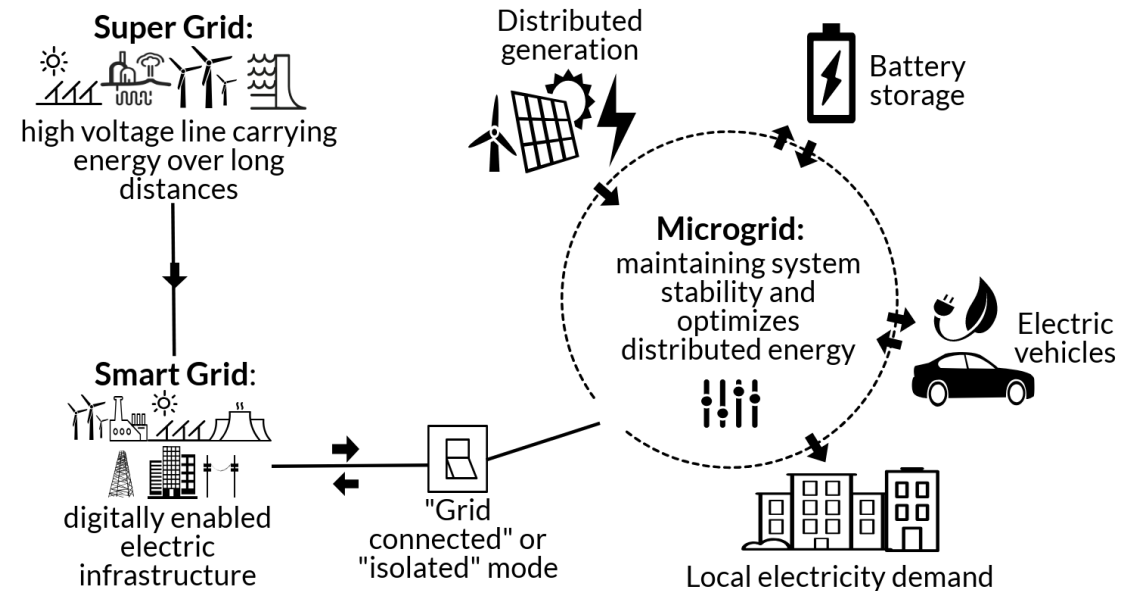 Super Grid:
high voltage line carrying
energy over long
distances
Distributed
generation
Battery
storage
Microgrid:
maintaining system
stability and
optimizes
distributed energy
Electric
vehicles
Smart Grid:
digitally enabled
electric
infrastructure
"Grid
connected" or
"isolated" mode
Local electricity demand